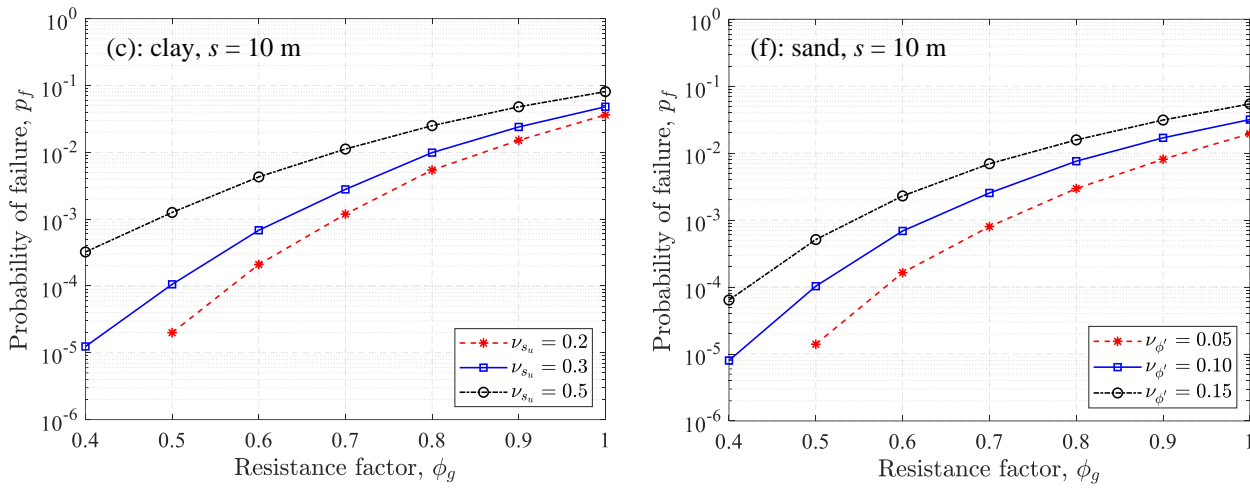 (c): clay, s = 10 m
Probability of failure, p_f
10^0
10^-1
10^-2
10^-3
10^-4
10^-5
10^-6
ν_{s_u} = 0.2
ν_{s_u} = 0.3
ν_{s_u} = 0.5
0.4 0.5 0.6 0.7 0.8 0.9 1
Resistance factor, ϕ_g
(f): sand, s = 10 m
Probability of failure, p_f
10^0
10^-1
10^-2
10^-3
10^-4
10^-5
10^-6
ν_{ϕ'} = 0.05
ν_{ϕ'} = 0.10
ν_{ϕ'} = 0.15
0.4 0.5 0.6 0.7 0.8 0.9 1
Resistance factor, ϕ_g